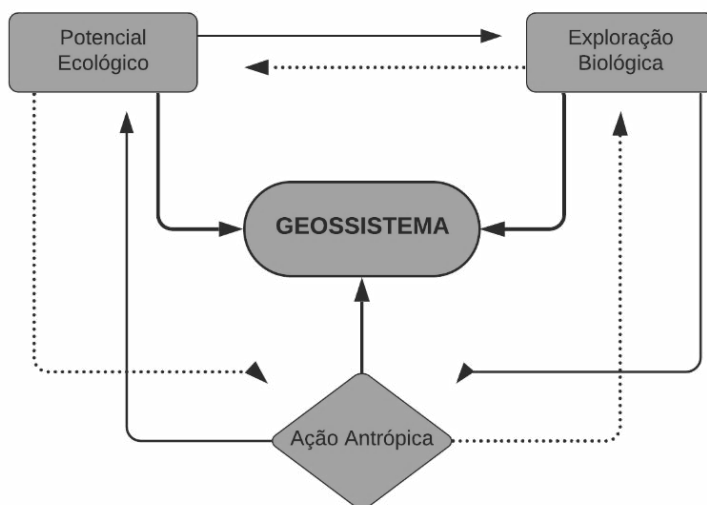 Potencial
Ecológico
Exploração
Biológica
GEOSSISTEMA
Ação Antrópica